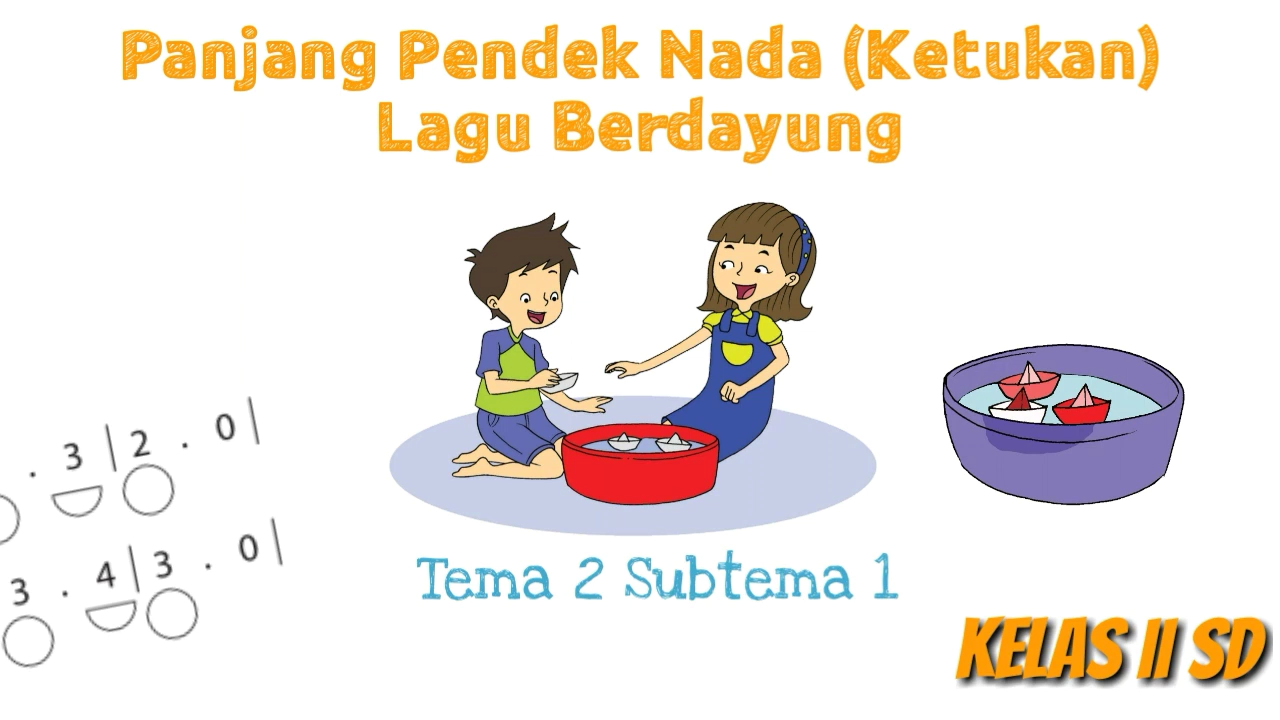 Panjang Pendek Nada (Ketukan)
Lagu Berdayung
. 3 | 2 . 0 |
3 . 4 | 3 . 0 |
Tema 2 Subtema 1
KELAS II SD